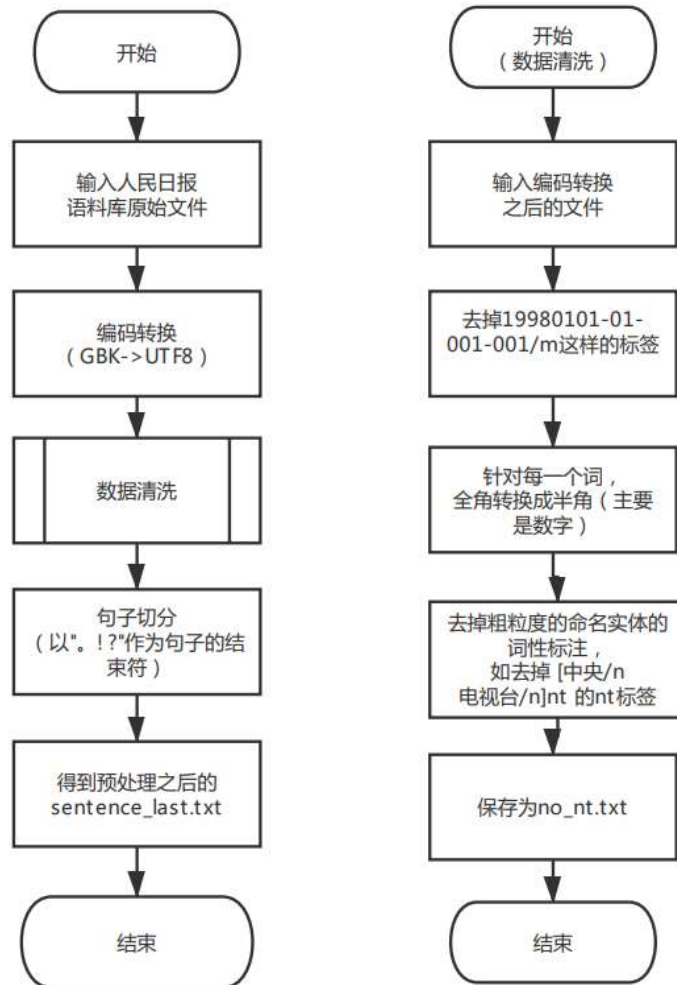 开始
输入人民日报
语料库原始文件
编码转换
（GBK->UTF8）
数据清洗
句子切分
（以"。!?"作为句子的结
束符）
得到预处理之后的
sentence_last.txt
结束
开始
（数据清洗）
输入编码转换
之后的文件
去掉19980101-01-
001-001/m这样的标签
针对每一个词，
全角转换成半角（主要
是数字）
去掉粗粒度的命名实体的
词性标注，
如去掉 [中央/n
电视台/n]nt 的nt标签
保存为no_nt.txt
结束